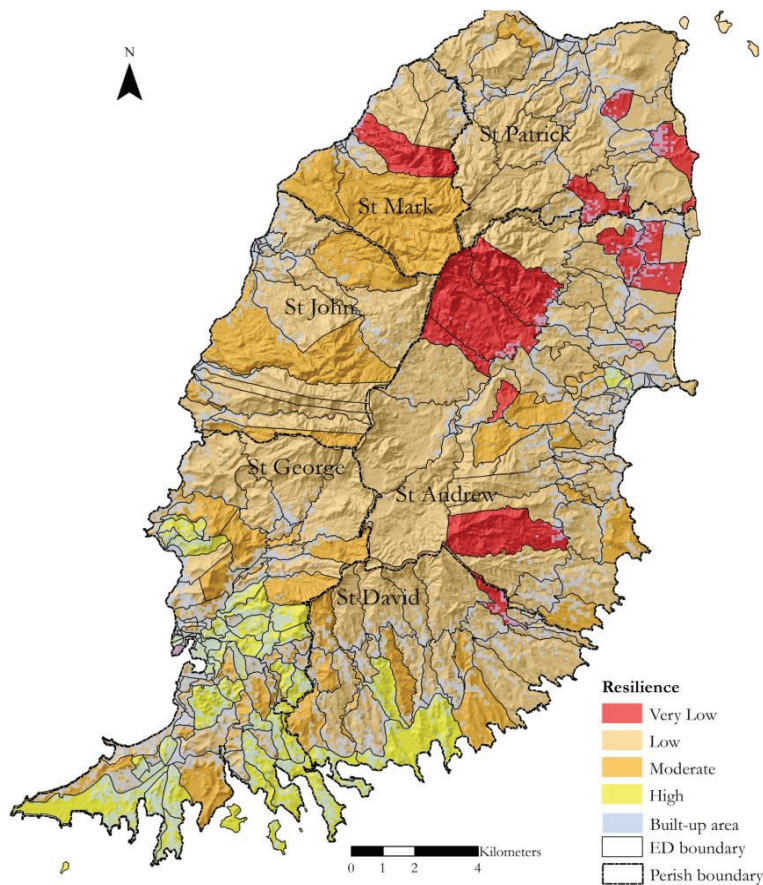 N
St Patrick
St Mark
St John
St George
St Andrew
St David
Resilience
Very Low
Low
Moderate
High
Built-up area
ED boundary
Perish boundary
Kilometers
0 1 2 4